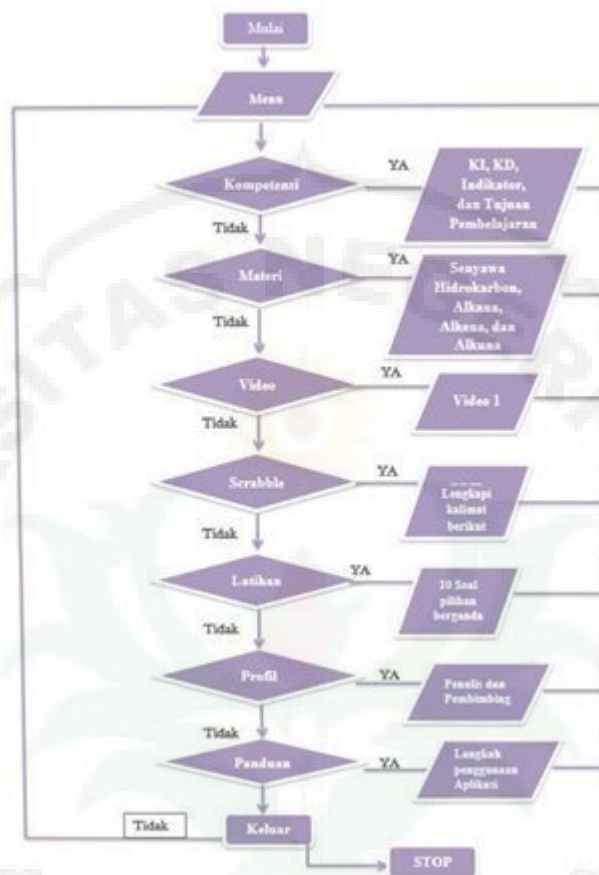 Mulai
Menu
Kompetensi
YA
KI, KD,
Indikator,
dan Tujuan
Pembelajaran
Tidak
Materi
YA
Senyawa
Hidrokarbon,
Alkana,
Alkena, dan
Alkuna
Tidak
Video
YA
Video 1
Tidak
Scrabble
YA
_ _ _ _
Lengkapi
kalimat
berikut
Tidak
Latihan
YA
10 Soal
pilihan
berganda
Tidak
Profil
YA
Penulis dan
Pembimbing
Tidak
Panduan
YA
Langkah
penggunaan
Aplikasi
Tidak
Keluar
STOP